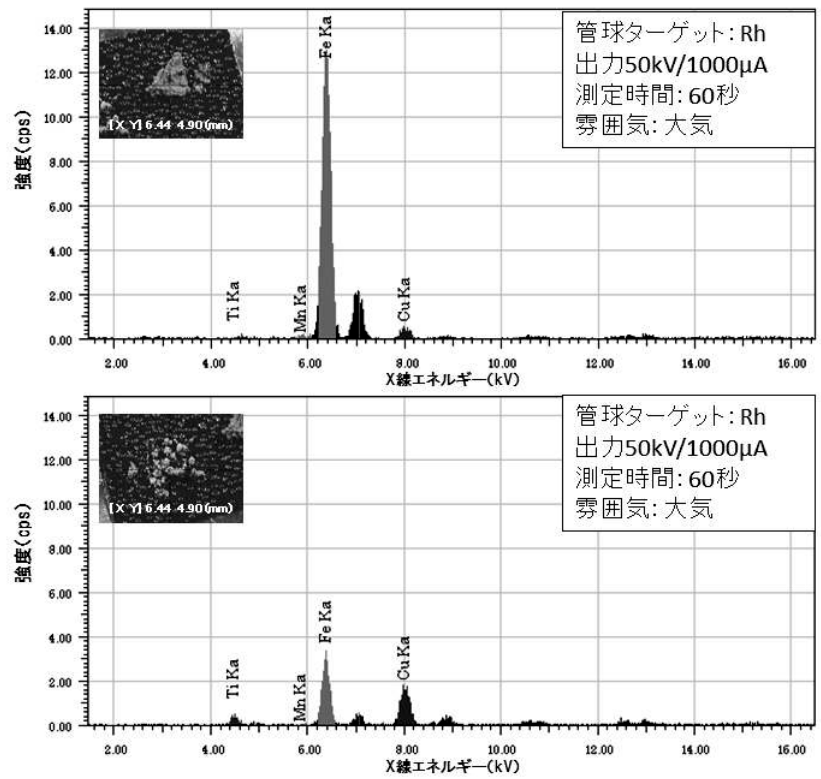 強度(cps)
14.00
12.00
10.00
8.00
6.00
4.00
2.00
0.00
[X Y] 6.44 4.90(mm)
Ti Ka
Mn Ka
Fe Ka
Cu Ka
管球ターゲット: Rh
出力50kV/1000μA
測定時間: 60秒
雰囲気: 大気
2.00 4.00 6.00 8.00 10.00 12.00 14.00 16.00
X線エネルギー(kV)
強度(cps)
14.00
12.00
10.00
8.00
6.00
4.00
2.00
0.00
[X Y] 6.44 4.90(mm)
Ti Ka
Mn Ka
Fe Ka
Cu Ka
管球ターゲット: Rh
出力50kV/1000μA
測定時間: 60秒
雰囲気: 大気
2.00 4.00 6.00 8.00 10.00 12.00 14.00 16.00
X線エネルギー(kV)